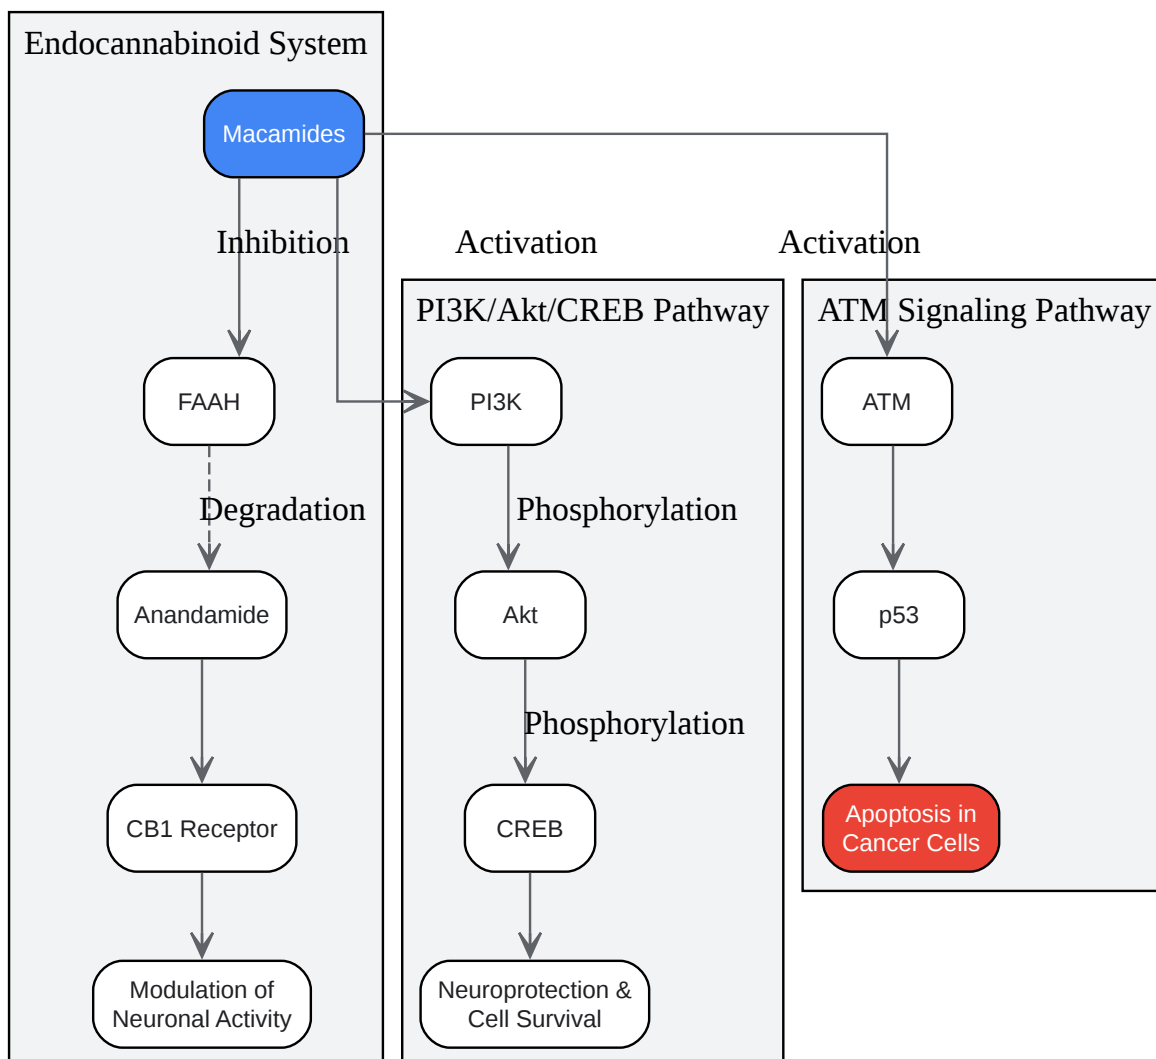 Endocannabinoid System
Macamides
Inhibition
Activation
Activation
PI3K/Akt/CREB Pathway
ATM Signaling Pathway
FAAH
PI3K
ATM
Degradation
Phosphorylation
Anandamide
Akt
p53
Phosphorylation
CB1 Receptor
CREB
Apoptosis in
Cancer Cells
Modulation of
Neuronal Activity
Neuroprotection &
Cell Survival